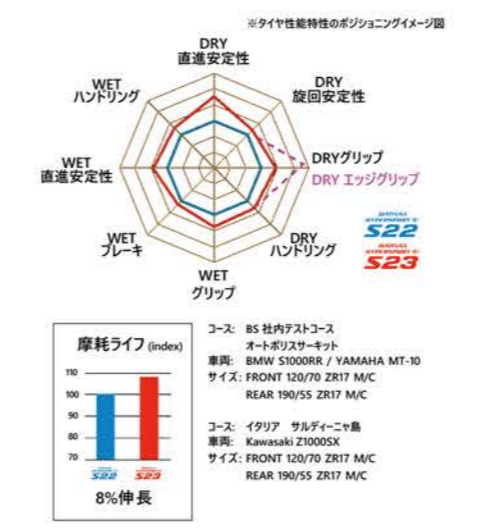 ※タイヤ性能特性のポジショニングイメージ図
DRY
直進安定性
DRY
旋回安定性
WET
ハンドリング
DRYグリップ
DRY エッジグリップ
WET
直進安定性
WET
ブレーキ
DRY
ハンドリング
WET
グリップ
S22
S23
摩耗ライフ (index)
110
100
90
80
70
S22
S23
8%伸長
コース: BS 社内テストコース
オートポリスサーキット
車両: BMW S1000RR / YAMAHA MT-10
サイズ: FRONT 120/70 ZR17 M/C
REAR 190/55 ZR17 M/C
コース: イタリア サルディーニャ島
車両: Kawasaki Z1000SX
サイズ: FRONT 120/70 ZR17 M/C
REAR 190/55 ZR17 M/C